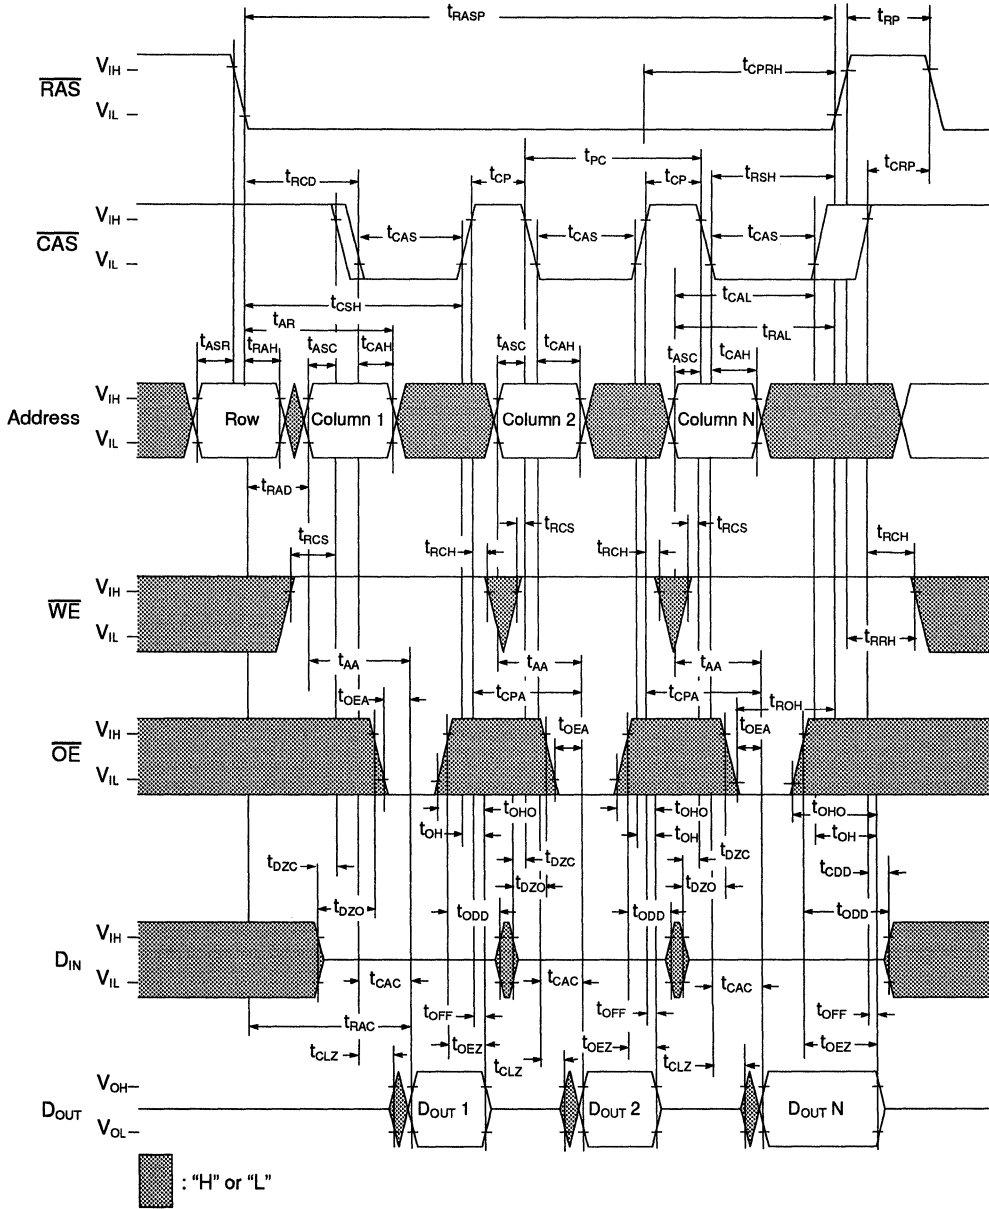 tRASP
tRP
VIH
RAS
VIL
tCPRH
tPC
tCRP
tRCD
tCP
tCP
tRSH
VIH
CAS
VIL
tCAS
tCAS
tCAS
tCSH
tCAL
tAR
tRAL
tASR
tRAH
tASC
tCAH
tASC
tCAH
tASC
tCAH
VIH
Address
VIL
Row
Column 1
Column 2
Column N
tRAD
tRCS
tRCS
tRCS
tRCH
tRCH
tRCH
VIH
WE
VIL
tRRH
tAA
tAA
tAA
tOEA
tCPA
tCPA
tROH
tOEA
tOEA
VIH
OE
VIL
tOHO
tOHO
tOHO
tOH
tOH
tOH
tDZC
tDZC
tDZC
tCDD
tDZO
tDZO
tDZO
tODD
tODD
tODD
VIH
DIN
VIL
tCAC
tCAC
tCAC
tOFF
tOFF
tOFF
tRAC
tOEZ
tOEZ
tOEZ
tCLZ
tCLZ
tCLZ
VOH
DOUT
VOL
DOUT 1
DOUT 2
DOUT N
: "H" or "L"